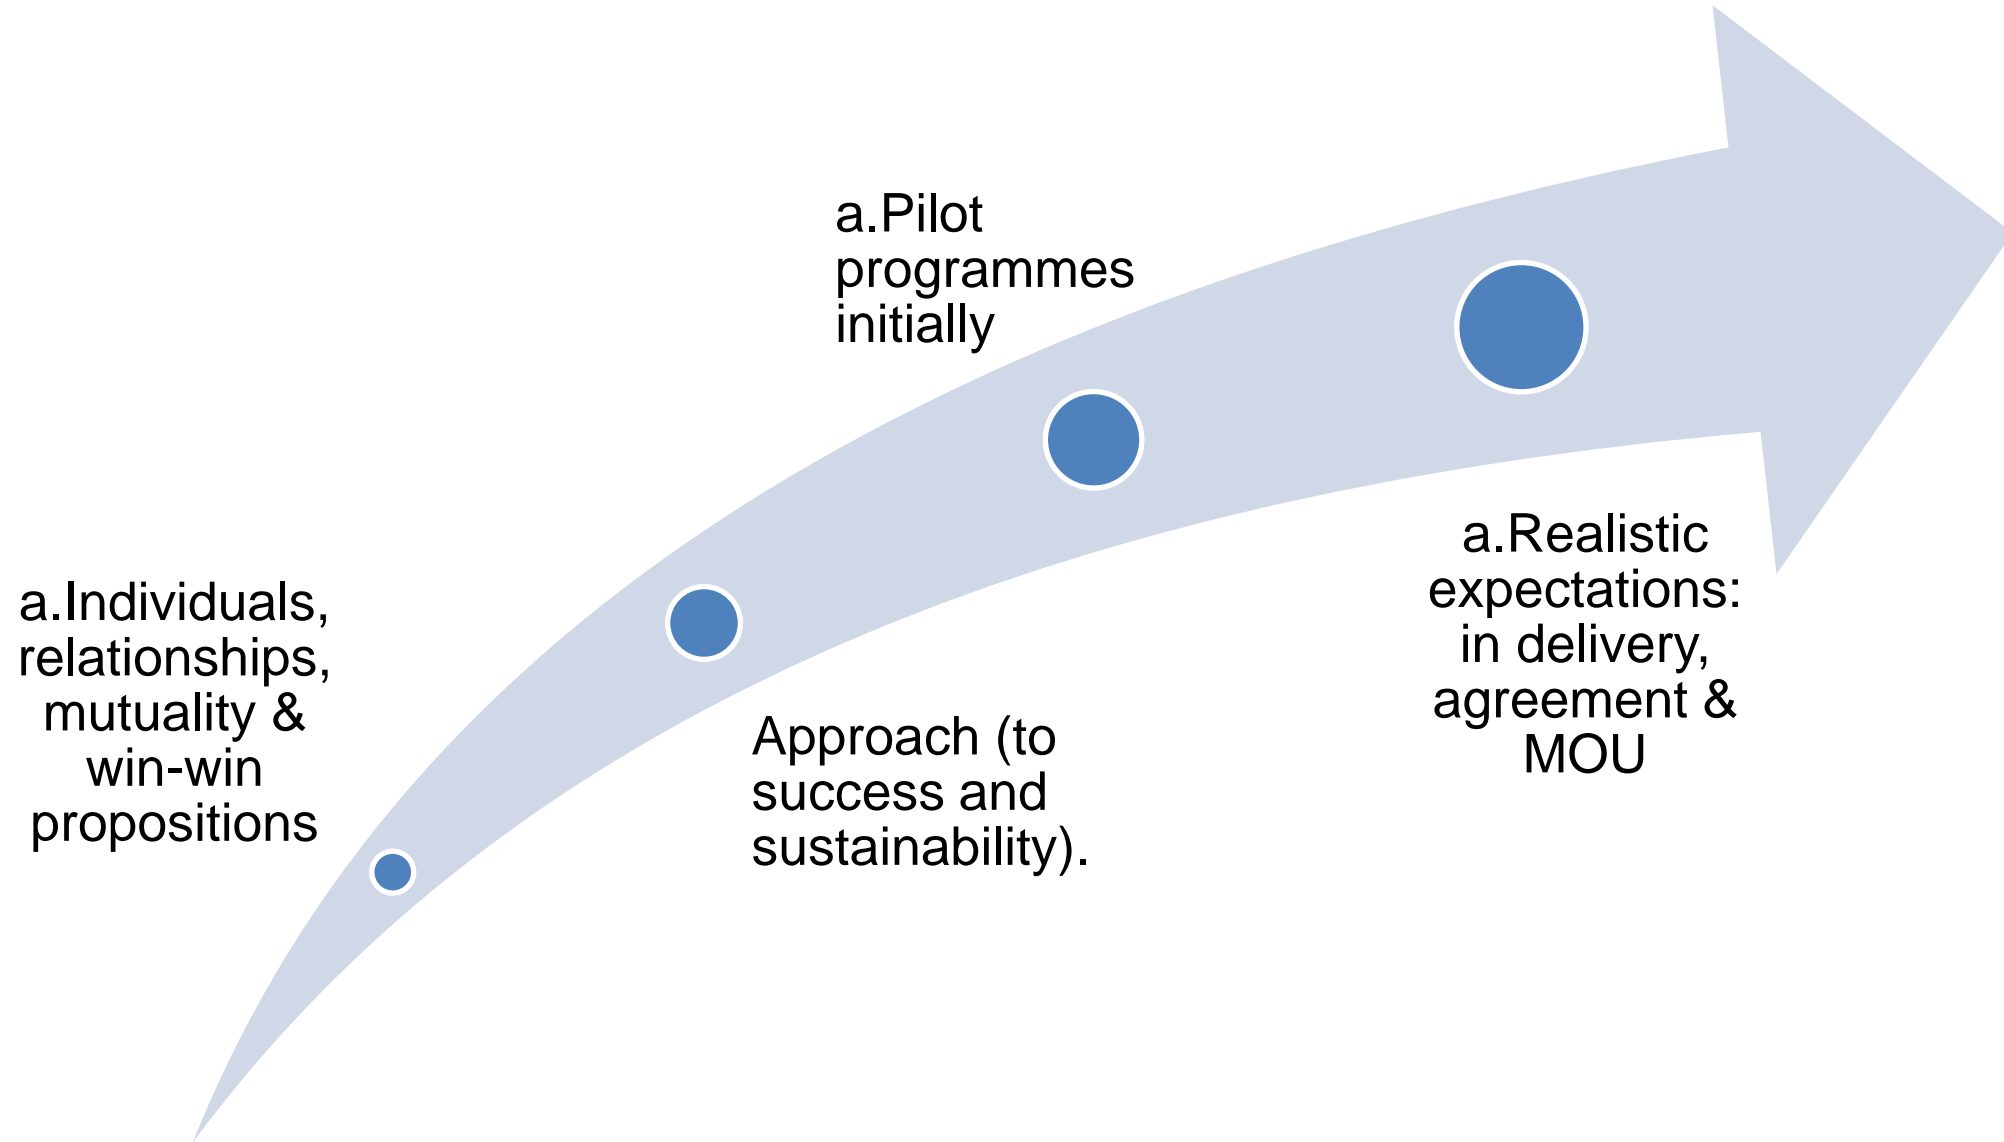 a.Individuals,
relationships,
mutuality &
win-win
propositions
Approach (to
success and
sustainability).
a.Pilot
programmes
initially
a.Realistic
expectations:
in delivery,
agreement &
MOU